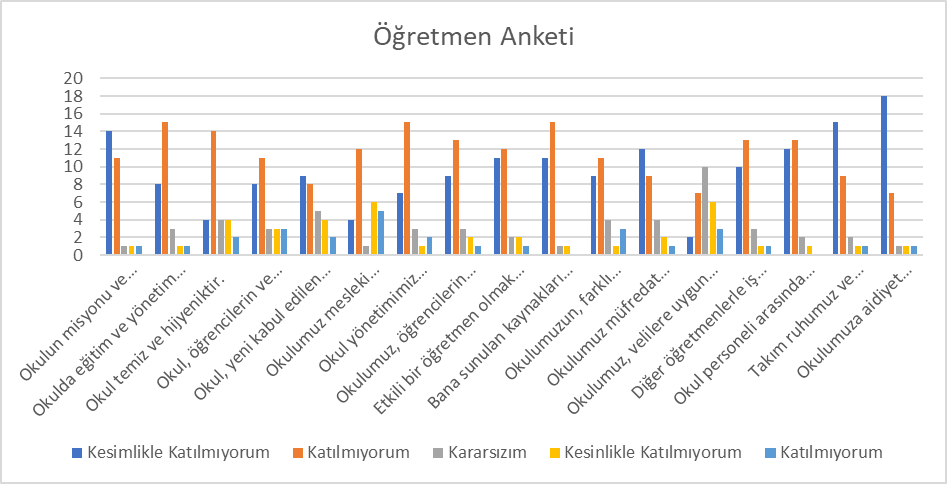 Öğretmen Anketi
20
18
16
14
12
10
8
6
4
2
0
Okulun misyonu ve...
Okulda eğitim ve yönetim...
Okul temiz ve hijyeniktir.
Okul, öğrencilerin ve...
Okul, yeni kabul edilen...
Okulumuz mesleki...
Okul yönetimimiz...
Okulumuz, öğrencilerin...
Etkili bir öğretmen olmak...
Bana sunulan kaynakları...
Okulumuzun, farklı...
Okulumuz müfredat...
Okulumuz, velilere uygun...
Diğer öğretmenlerle iş...
Okul personeli arasında...
Takım ruhumuz ve...
Okulumuza aidiyet...
Kesimlikle Katılmıyorum Katılmıyorum Kararsızım Kesinlikle Katılmıyorum Katılmıyorum